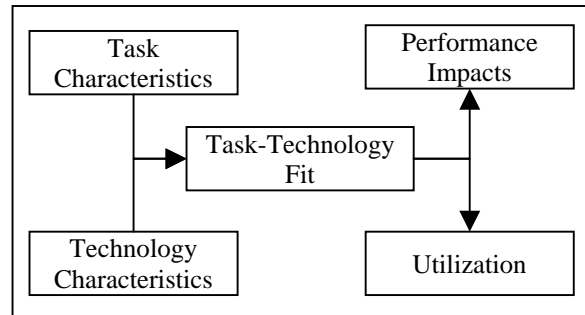 Task
Characteristics
Performance
Impacts
Task-Technology
Fit
Technology
Characteristics
Utilization